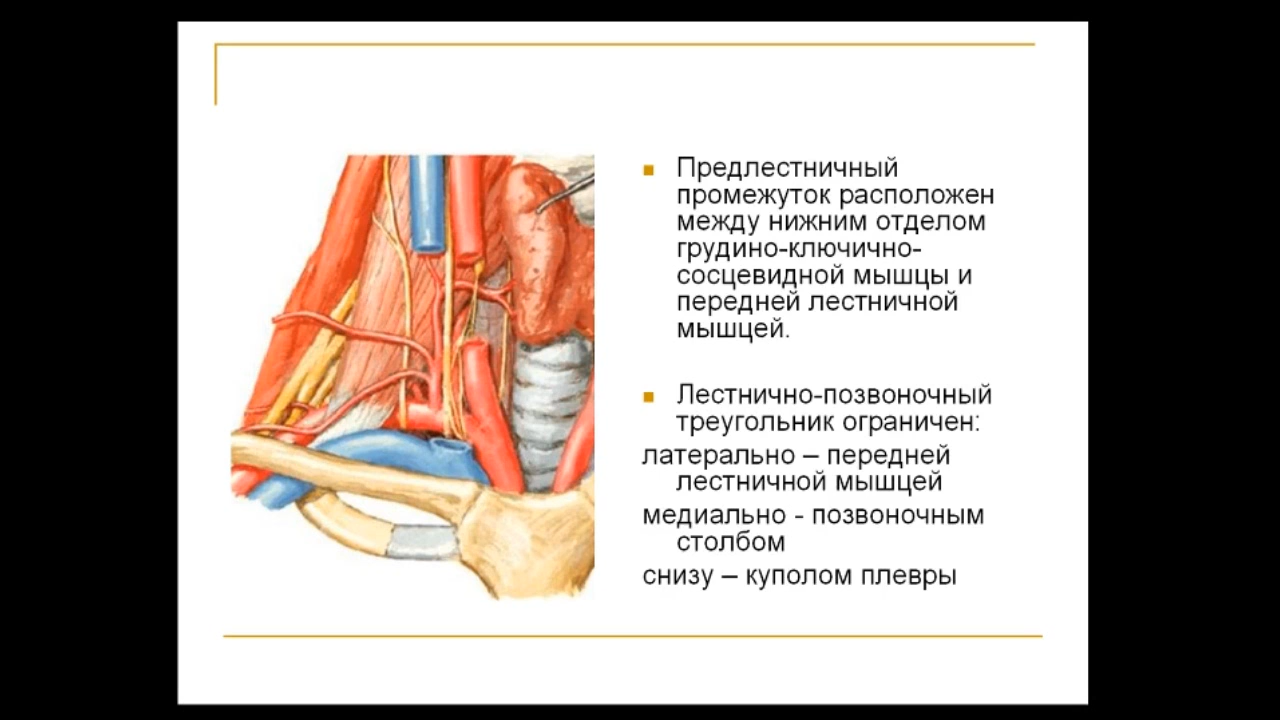 Предлестничный
промежуток расположен
между нижним отделом
грудино-ключично-
сосцевидной мышцы и
передней лестничной
мышцей.
Лестнично-позвоночный
треугольник ограничен:
латерально – передней
лестничной мышцей
медиально - позвоночным
столбом
снизу – куполом плевры